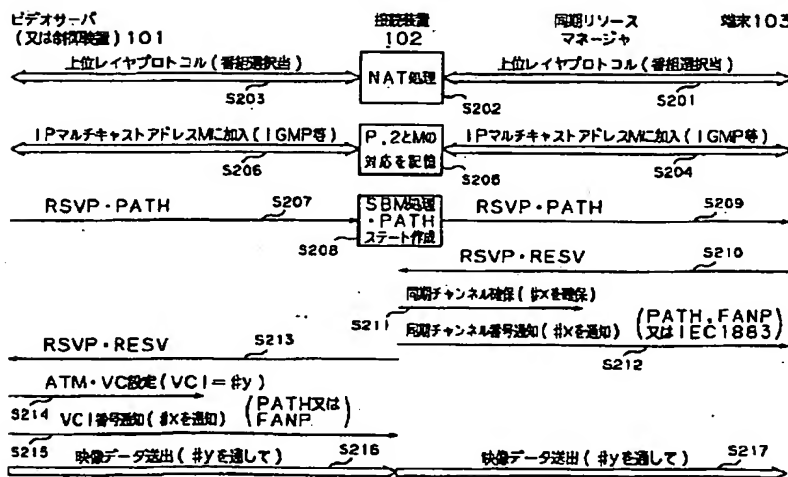 ビデオサーバ
(又は制御装置)101
接続装置
102
同期リソース
マネージャ
端末103
上位レイヤプロトコル(番組選択当)
S203
NAT処理
S202
上位レイヤプロトコル(番組選択当)
S201
IPマルチキャストアドレスMに加入(IGMP等)
S206
P.2とMの
対応を記憶
S205
IPマルチキャストアドレスMに加入(IGMP等)
S204
RSVP・PATH
S207
SBM処理
・PATH
ステート作成
S208
RSVP・PATH
S209
RSVP・RESV
S210
同期チャンネル確保(#xを確保)
S211
同期チャンネル番号通知(#xを通知)
(PATH,FANP
又はIEC1883)
S212
RSVP・RESV
S213
ATM・VC設定(VCI=#y)
S214
VCI番号通知(#xを通知)
(PATH又は
FANP)
S215
映像データ送出(#yを通して)
S216
映像データ送出(#yを通して)
S217